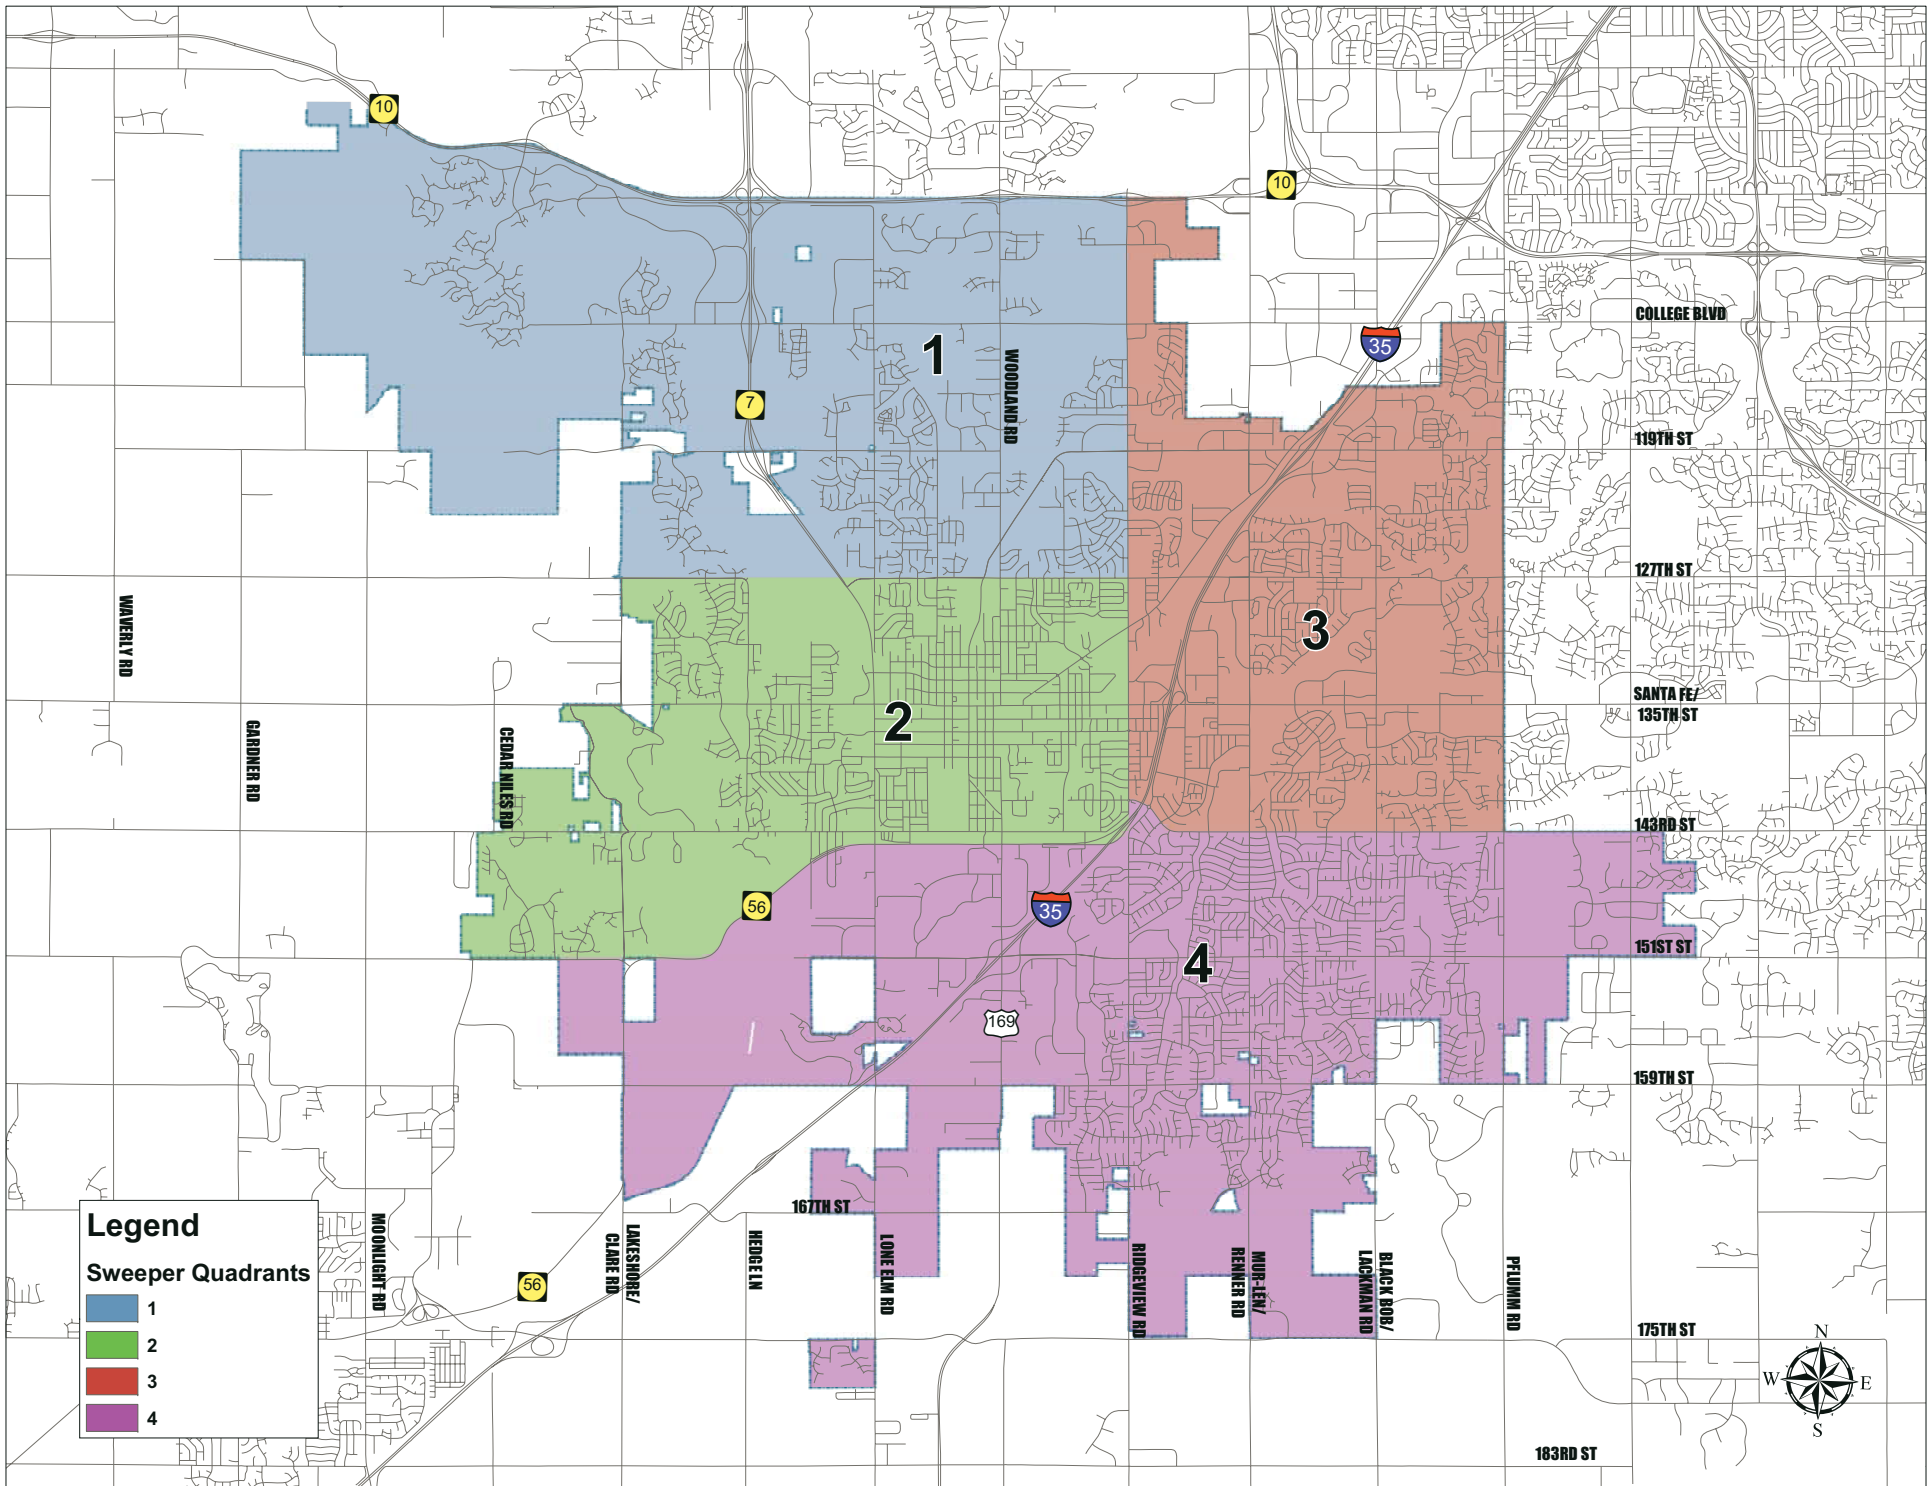 10
10
COLLEGE BLVD
35
1
WOODLAND RD
7
119TH ST
127TH ST
WAVERLY RD
3
SANTA FE/
135TH ST
2
GARDNER RD
CEDAR NILES RD
143RD ST
56
35
151ST ST
4
169
159TH ST
167TH ST
Legend
Sweeper Quadrants
1
2
3
4
MOONLIGHT RD
56
LAKESHORE/
CLARE RD
HEDGE LN
LONE ELM RD
RIDGEVIEW RD
MUR-LEN/
RENNER RD
BLACK BOB/
LACKMAN RD
PFLUMM RD
175TH ST
N
W
E
S
183RD ST